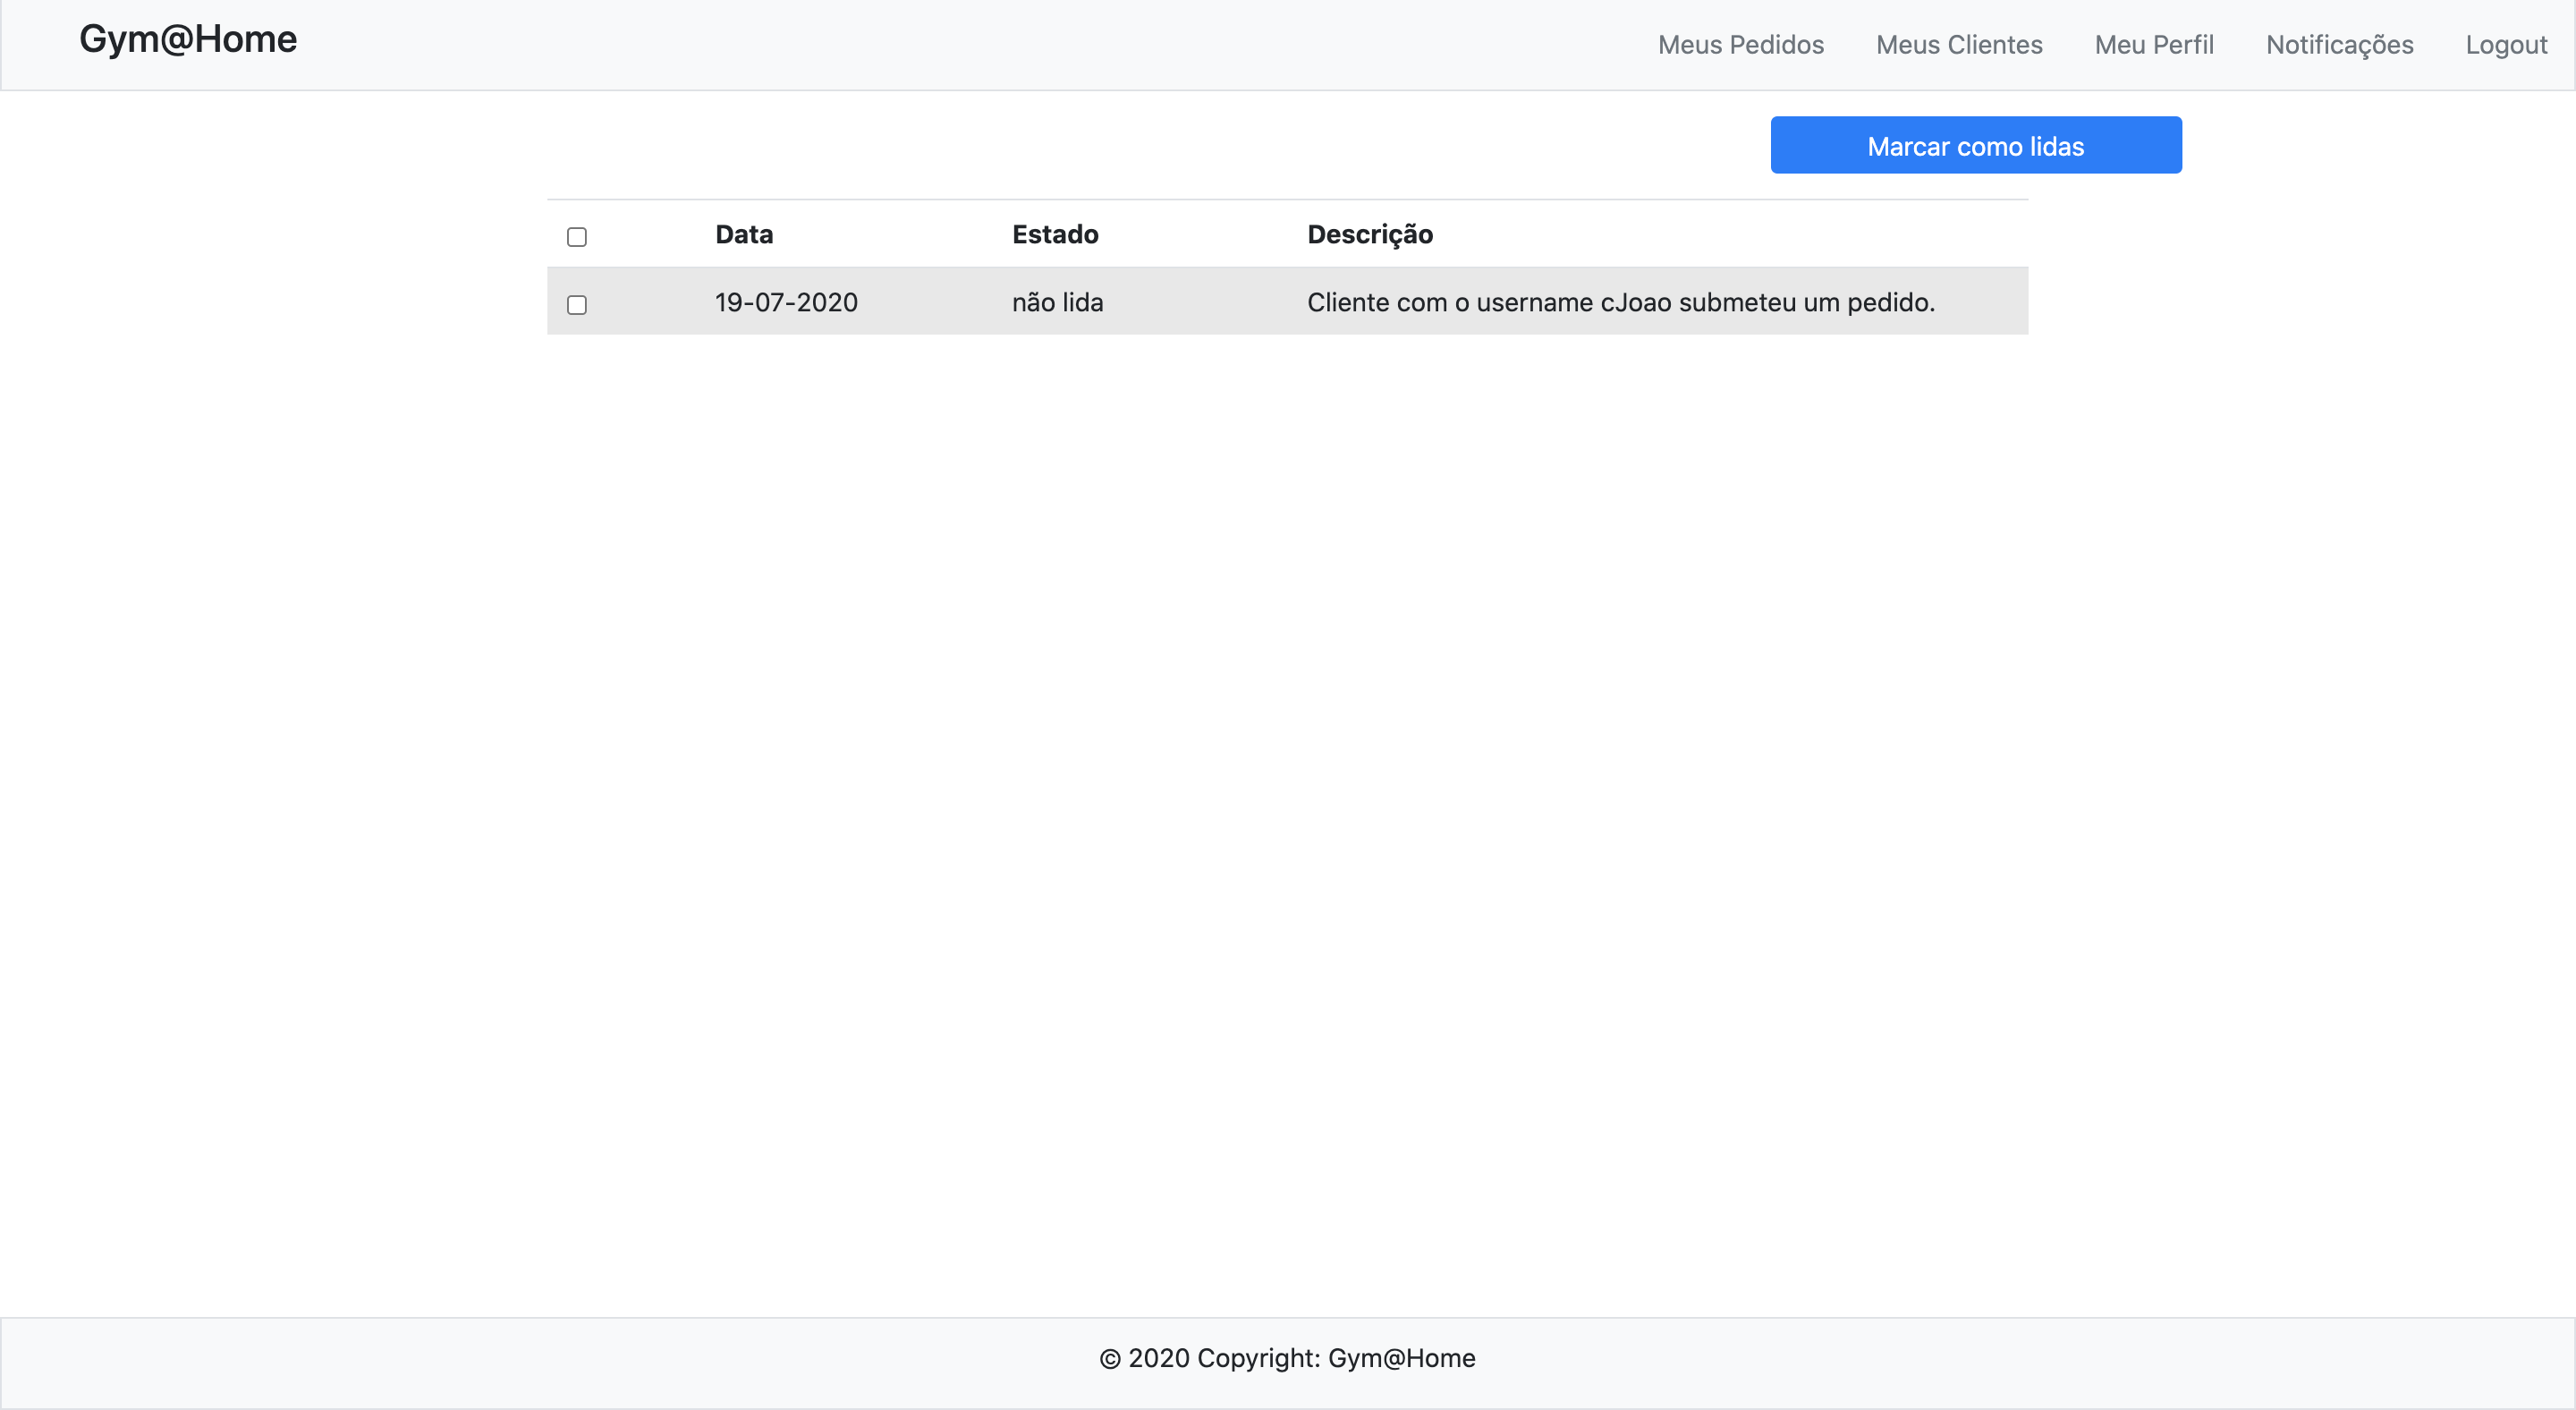 Gym@Home
Meus Pedidos Meus Clientes Meu Perfil Notificações Logout
Marcar como lidas
Data Estado Descrição
19-07-2020 não lida Cliente com o username cJoao submeteu um pedido.
© 2020 Copyright: Gym@Home